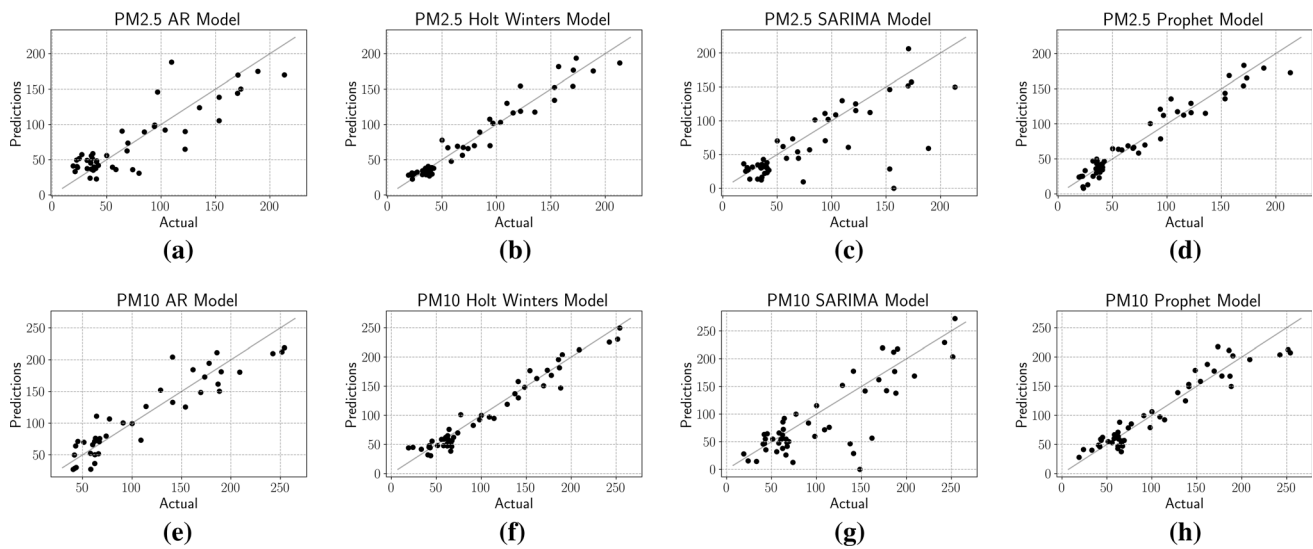 PM2.5 AR Model
PM2.5 Holt Winters Model
PM2.5 SARIMA Model
PM2.5 Prophet Model
Predictions
200
150
100
50
0
0 50 100 150 200
Actual
Predictions
200
150
100
50
0
0 50 100 150 200
Actual
Predictions
200
150
100
50
0
0 50 100 150 200
Actual
Predictions
200
150
100
50
0
0 50 100 150 200
Actual
(a)
(b)
(c)
(d)
PM10 AR Model
PM10 Holt Winters Model
PM10 SARIMA Model
PM10 Prophet Model
Predictions
250
200
150
100
50
50 100 150 200 250
Actual
Predictions
250
200
150
100
50
0
0 50 100 150 200 250
Actual
Predictions
250
200
150
100
50
0
0 50 100 150 200 250
Actual
Predictions
250
200
150
100
50
0
0 50 100 150 200 250
Actual
(e)
(f)
(g)
(h)